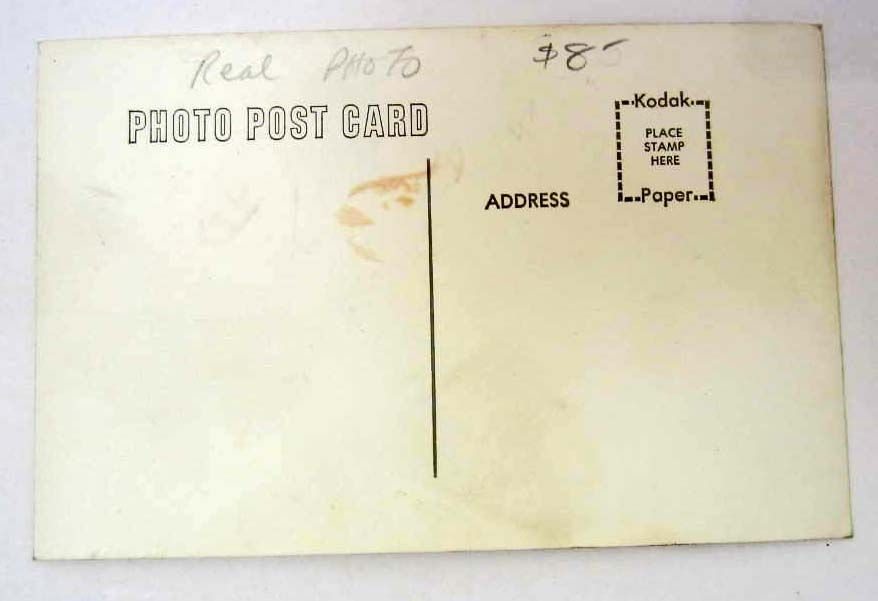 Real PHOTO $85
PHOTO POST CARD
Kodak
PLACE
STAMP
HERE
Paper
ADDRESS